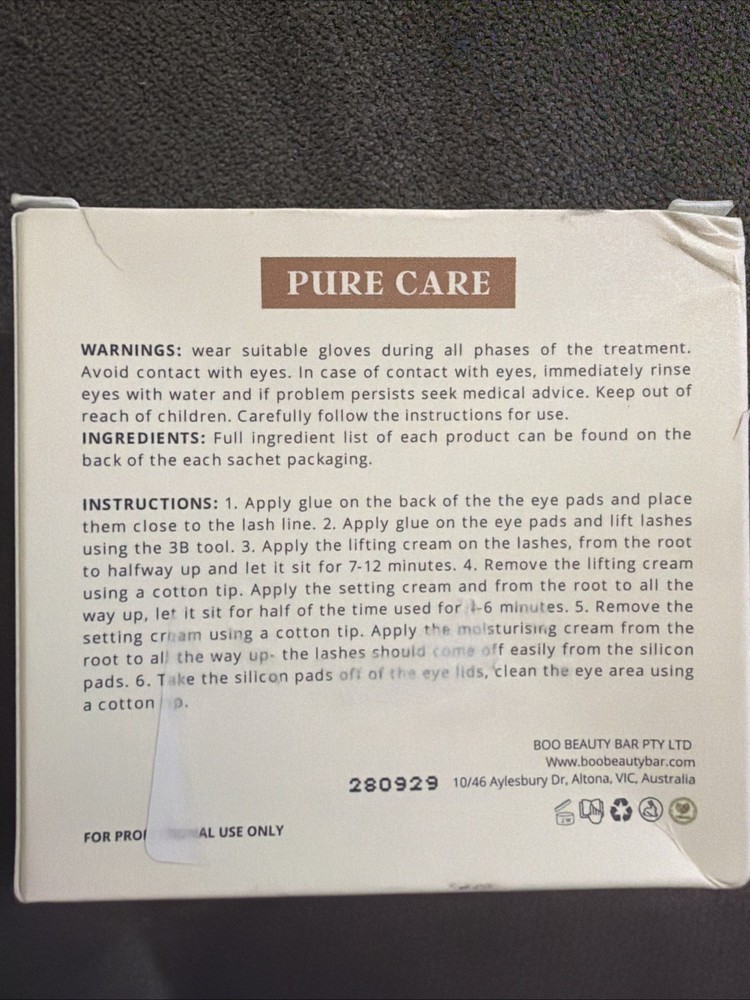 PURE CARE
WARNINGS: wear suitable gloves during all phases of the treatment.
Avoid contact with eyes. In case of contact with eyes, immediately rinse
eyes with water and if problem persists seek medical advice. Keep out of
reach of children. Carefully follow the instructions for use.
INGREDIENTS: Full ingredient list of each product can be found on the
back of the each sachet packaging.
INSTRUCTIONS: 1. Apply glue on the back of the the eye pads and place
them close to the lash line. 2. Apply glue on the eye pads and lift lashes
using the 3B tool. 3. Apply the lifting cream on the lashes, from the root
to halfway up and let it sit for 7-12 minutes. 4. Remove the lifting cream
using a cotton tip. Apply the setting cream and from the root to all the
way up, let it sit for half of the time used for minutes. 5. Remove the
setting cream using a cotton tip. Apply the moisturising cream from the
root to all the way up- the lashes should come off easily from the silicon
pads. 6. Take the silicon pads off of the eye lids, clean the eye area using
a cotton
BOO BEAUTY BAR PTY LTD
Www.boobeautybar.com
280929 10/46 Aylesbury Dr, Altona, VIC, Australia
FOR USE ONLY